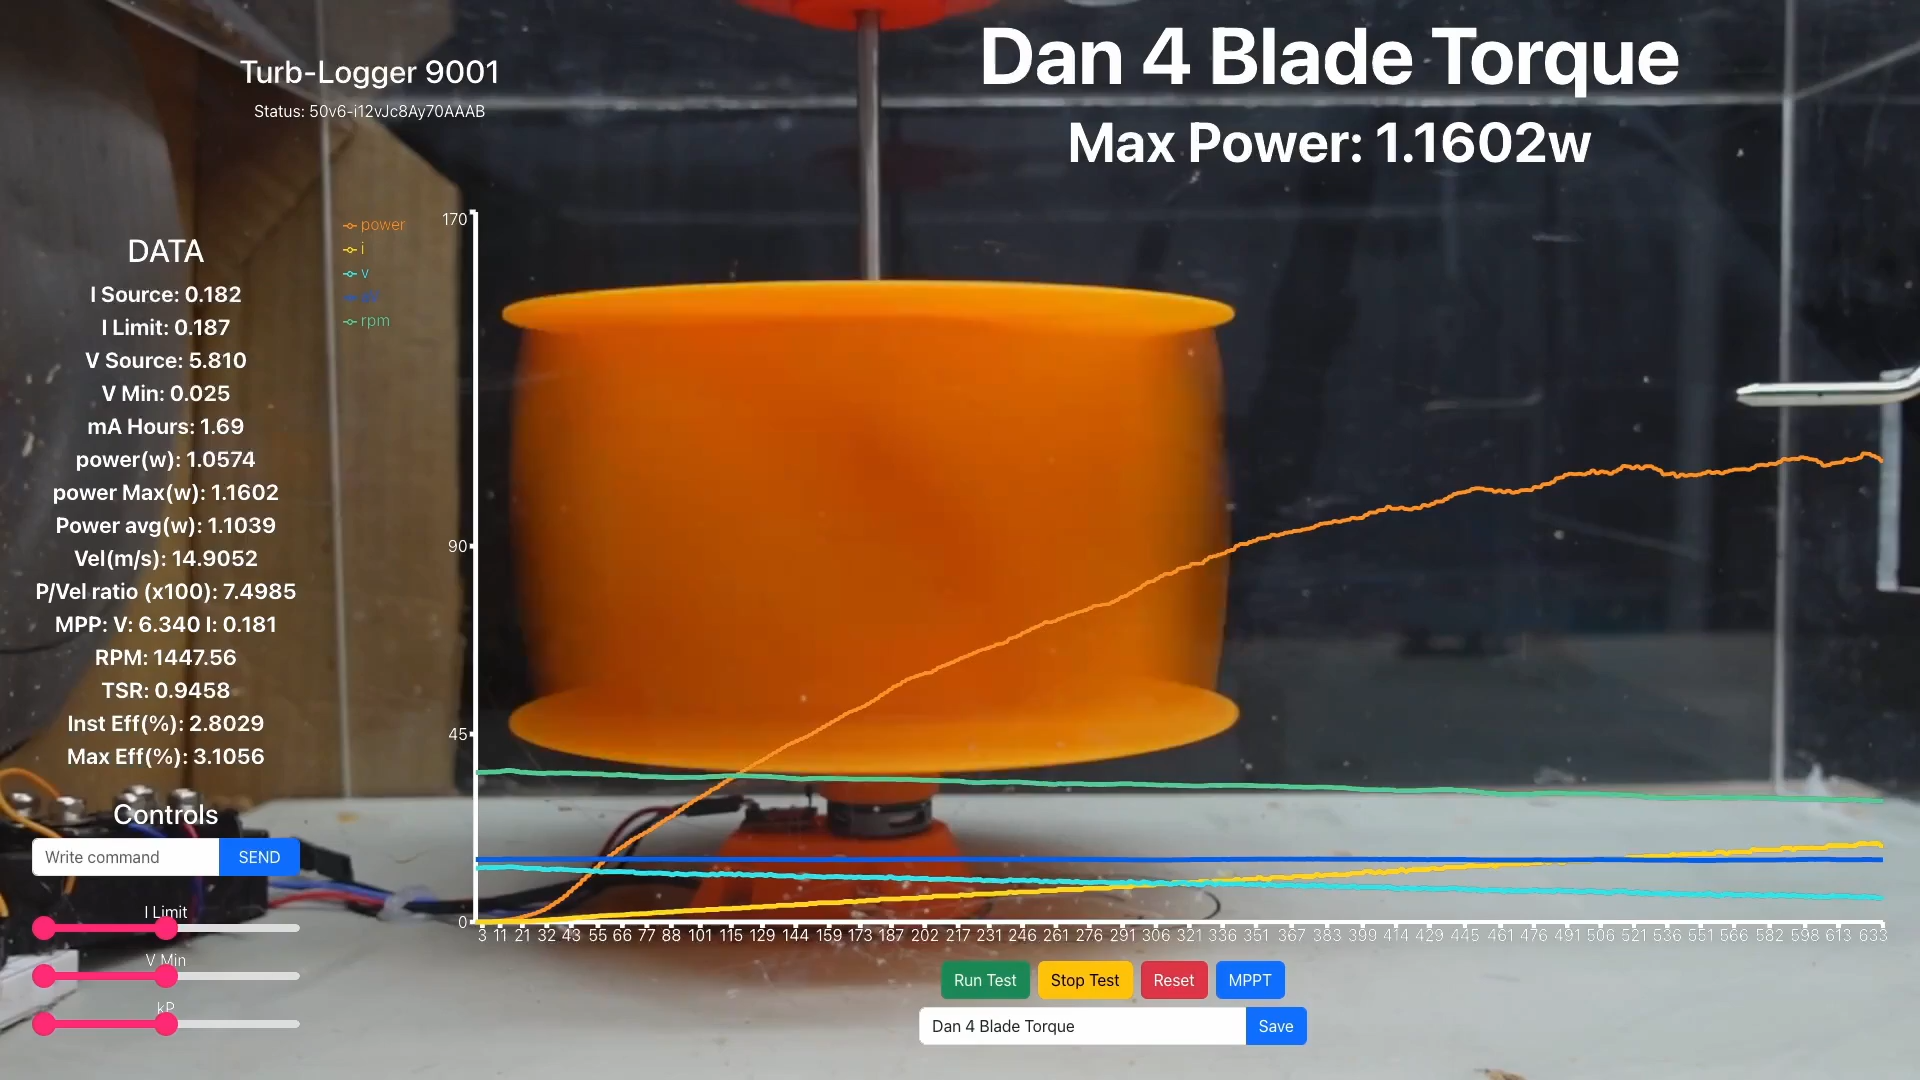 Turb-Logger 9001
Status: 50v6-i12vJc8Ay70AAAB
Dan 4 Blade Torque
Max Power: 1.1602w
DATA
I Source: 0.182
I Limit: 0.187
V Source: 5.810
V Min: 0.025
mA Hours: 1.69
power(w): 1.0574
power Max(w): 1.1602
Power avg(w): 1.1039
Vel(m/s): 14.9052
P/Vel ratio (x100): 7.4985
MPP: V: 6.340 I: 0.181
RPM: 1447.56
TSR: 0.9458
Inst Eff(%): 2.8029
Max Eff(%): 3.1056
Controls
Write command SEND
I Limit
V Min
kP
power
i
v
rpm
170
90
45
0
3 11 21 32 43 55 66 77 88 101 115 129 144 159 173 187 202 217 231 246 261 276 291 306 321 336 351 367 383 399 414 429 445 461 476 491 506 521 536 551 566 582 598 613 633
Run Test Stop Test Reset MPPT
Dan 4 Blade Torque Save